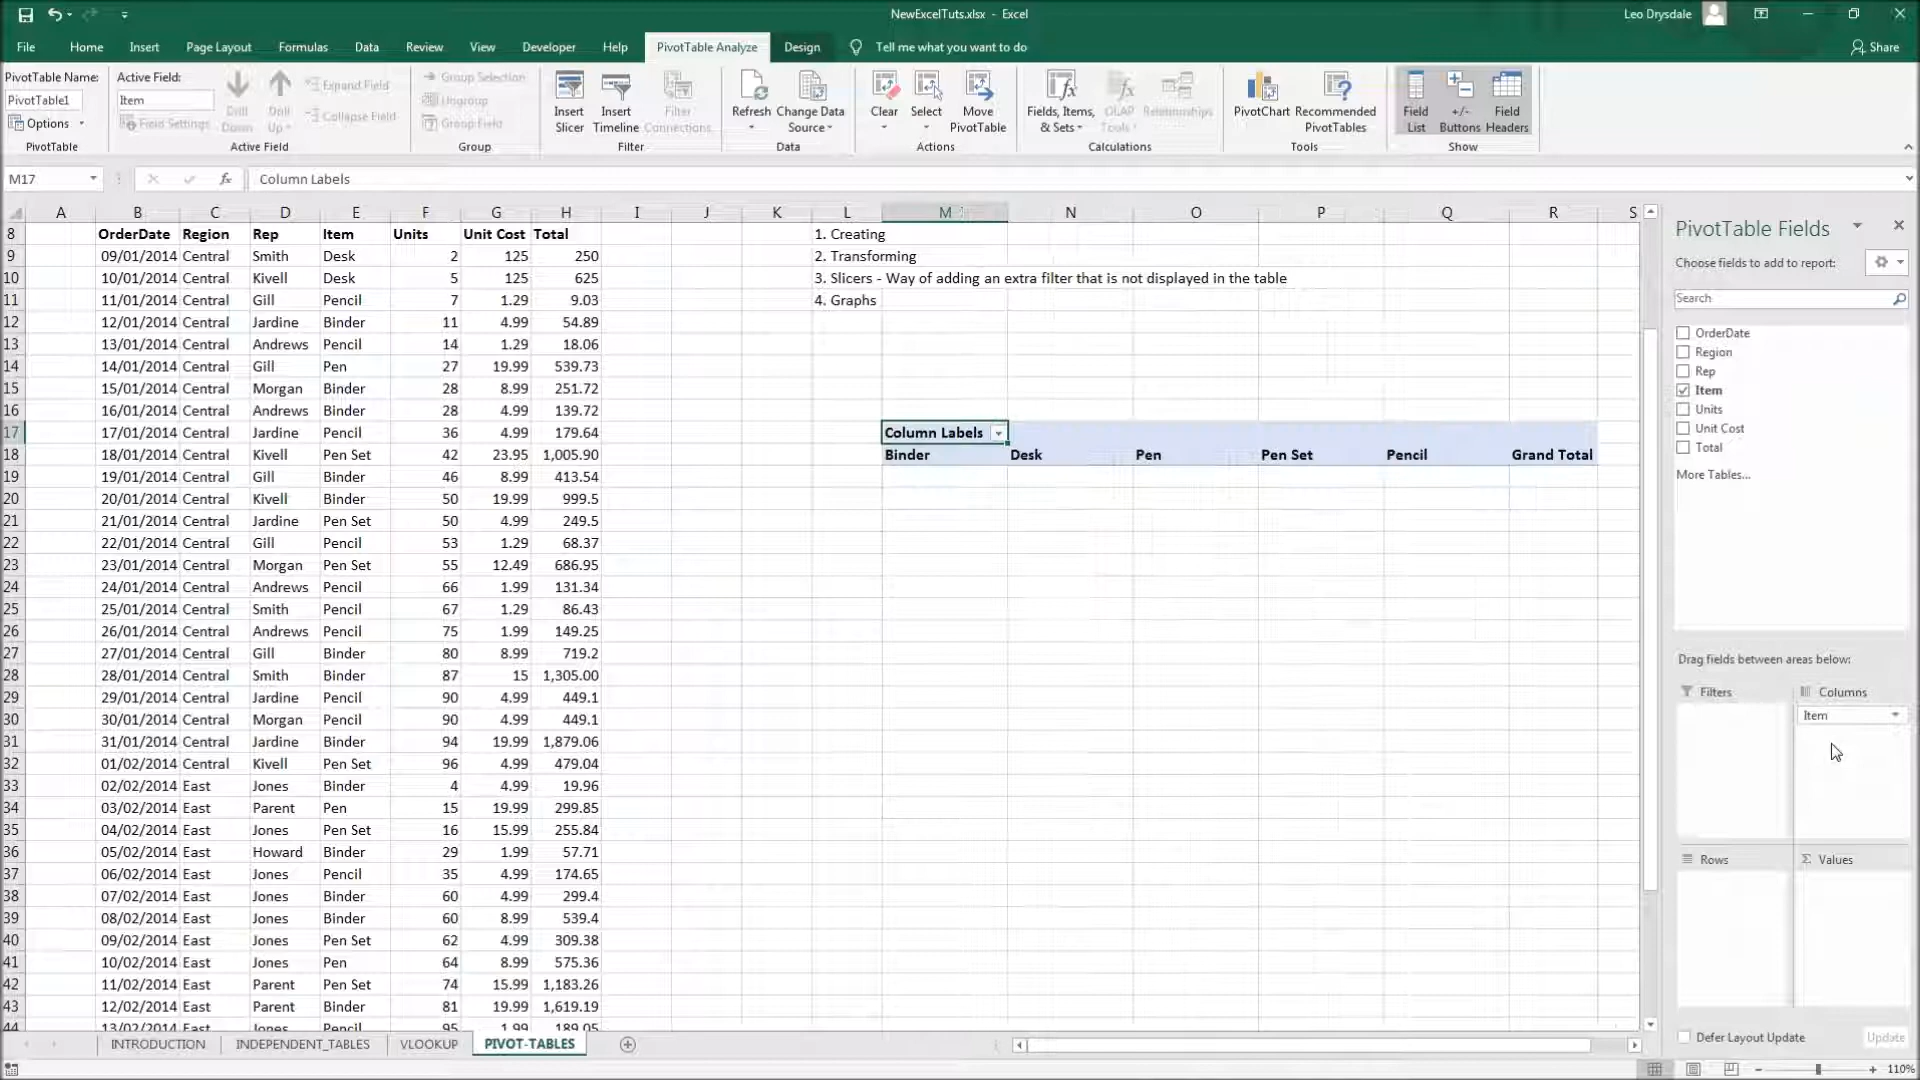 NewExcelTuts.xlsx - Excel
Leo Drysdale
File Home Insert Page Layout Formulas Data Review View Developer Help PivotTable Analyze Design Tell me what you want to do Share
PivotTable Name:
PivotTable1
Options
PivotTable
Active Field:
Item
Field Settings
Drill Down
Drill Up
Expand Field
Collapse Field
Active Field
Group Selection
Ungroup
Group Field
Group
Insert Slicer
Insert Timeline
Filter Connections
Filter
Refresh
Change Data Source
Data
Clear
Select
Move PivotTable
Actions
Fields, Items, & Sets
OLAP Tools
Relationships
Calculations
PivotChart
Recommended PivotTables
Tools
Field List
+/- Buttons
Field Headers
Show
M17 fx Column Labels
A B C D E F G H I J K L M N O P Q R S
8 OrderDate Region Rep Item Units Unit Cost Total 1. Creating
9 09/01/2014 Central Smith Desk 2 125 250 2. Transforming
10 10/01/2014 Central Kivell Desk 5 125 625 3. Slicers - Way of adding an extra filter that is not displayed in the table
11 11/01/2014 Central Gill Pencil 7 1.29 9.03 4. Graphs
12 12/01/2014 Central Jardine Binder 11 4.99 54.89
13 13/01/2014 Central Andrews Pencil 14 1.29 18.06
14 14/01/2014 Central Gill Pen 27 19.99 539.73
15 15/01/2014 Central Morgan Binder 28 8.99 251.72
16 16/01/2014 Central Andrews Binder 28 4.99 139.72
17 17/01/2014 Central Jardine Pencil 36 4.99 179.64 Column Labels
18 18/01/2014 Central Kivell Pen Set 42 23.95 1,005.90 Binder Desk Pen Pen Set Pencil Grand Total
19 19/01/2014 Central Gill Binder 46 8.99 413.54
20 20/01/2014 Central Kivell Binder 50 19.99 999.5
21 21/01/2014 Central Jardine Pen Set 50 4.99 249.5
22 22/01/2014 Central Gill Pencil 53 1.29 68.37
23 23/01/2014 Central Morgan Pen Set 55 12.49 686.95
24 24/01/2014 Central Andrews Pencil 66 1.99 131.34
25 25/01/2014 Central Smith Pencil 67 1.29 86.43
26 26/01/2014 Central Andrews Pencil 75 1.99 149.25
27 27/01/2014 Central Gill Binder 80 8.99 719.2
28 28/01/2014 Central Smith Binder 87 15 1,305.00
29 29/01/2014 Central Jardine Pencil 90 4.99 449.1
30 30/01/2014 Central Morgan Pencil 90 4.99 449.1
31 31/01/2014 Central Jardine Binder 94 19.99 1,879.06
32 01/02/2014 Central Kivell Pen Set 96 4.99 479.04
33 02/02/2014 East Jones Binder 4 4.99 19.96
34 03/02/2014 East Parent Pen 15 19.99 299.85
35 04/02/2014 East Jones Pen Set 16 15.99 255.84
36 05/02/2014 East Howard Binder 29 1.99 57.71
37 06/02/2014 East Jones Pencil 35 4.99 174.65
38 07/02/2014 East Jones Binder 60 4.99 299.4
39 08/02/2014 East Jones Binder 60 8.99 539.4
40 09/02/2014 East Jones Pen Set 62 4.99 309.38
41 10/02/2014 East Jones Pen 64 8.99 575.36
42 11/02/2014 East Parent Pen Set 74 15.99 1,183.26
43 12/02/2014 East Parent Binder 81 19.99 1,619.19
44 13/02/2014 East Jones Pencil 95 1.99 189.05
PivotTable Fields
Choose fields to add to report:
Search
OrderDate
Region
Rep
Item
Units
Unit Cost
Total
More Tables...
Drag fields between areas below:
Filters
Columns
Item
Rows
Σ Values
Defer Layout Update
Update
INTRODUCTION INDEPENDENT_TABLES VLOOKUP PIVOT-TABLES
110%